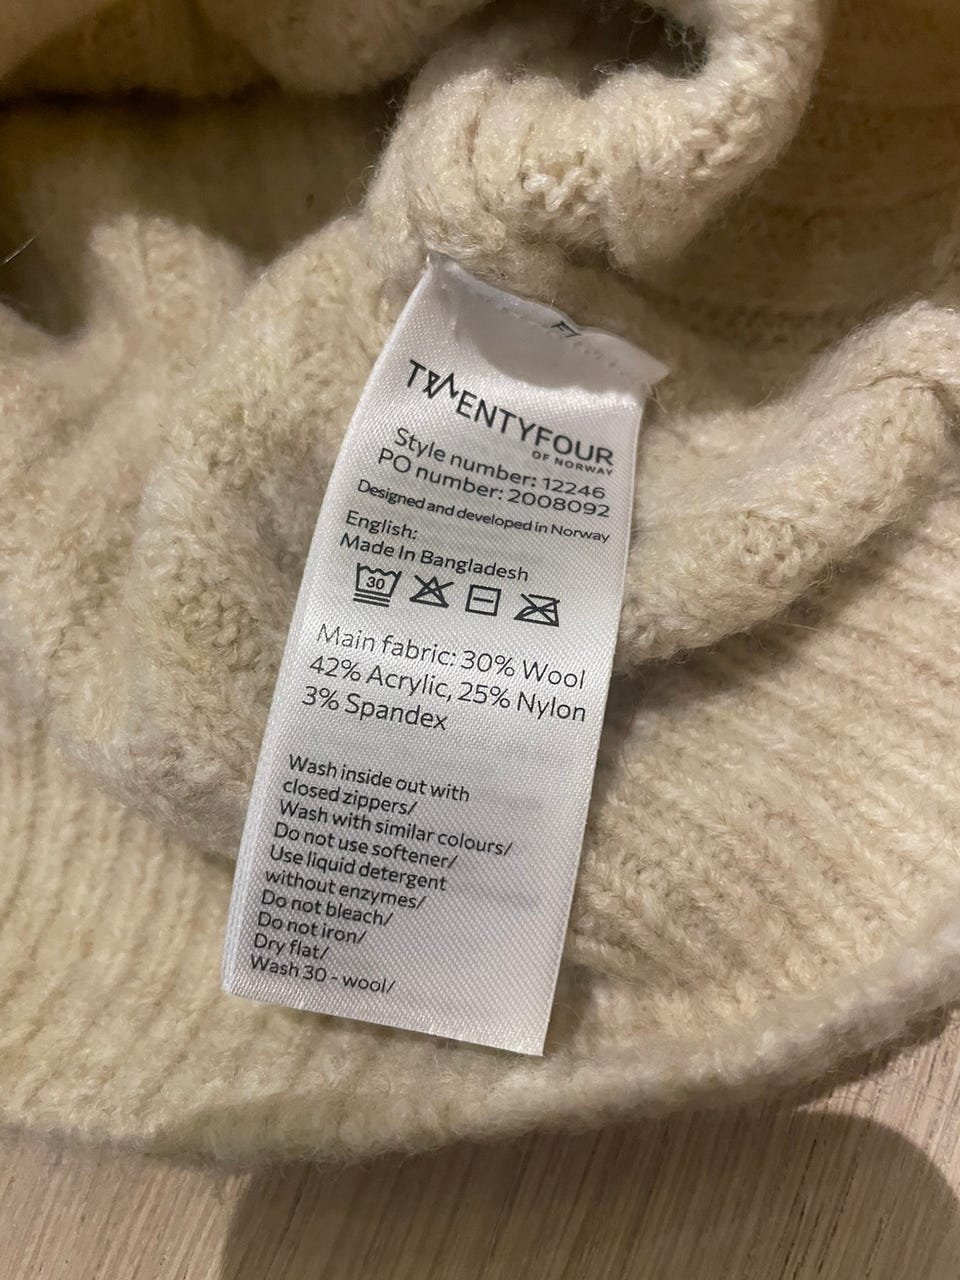 TWENTYFOUR
OF NORWAY
Style number: 12246
PO number: 2008092
Designed and developed in Norway
English:
Made In Bangladesh
30
Main fabric: 30% Wool
42% Acrylic, 25% Nylon
3% Spandex
Wash inside out with
closed zippers/
Wash with similar colours/
Do not use softener/
Use liquid detergent
without enzymes/
Do not bleach/
Do not iron/
Dry flat/
Wash 30 - wool/